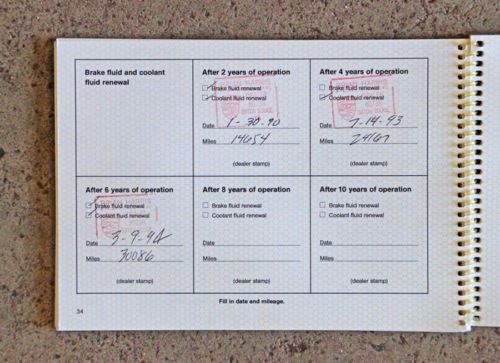 Brake fluid and coolant
fluid renewal
After 2 years of operation
Brake fluid renewal
Coolant fluid renewal
Date 1-30-90
Miles 14654
(dealer stamp)
After 4 years of operation
Brake fluid renewal
Coolant fluid renewal
BATON ROUGE
Date 7-14-93
Miles 29167
(dealer stamp)
After 6 years of operation
Brake fluid renewal
Coolant fluid renewal
Date 3-9-94
Miles 30086
(dealer stamp)
After 8 years of operation
Brake fluid renewal
Coolant fluid renewal
Date
Miles
(dealer stamp)
After 10 years of operation
Brake fluid renewal
Coolant fluid renewal
Date
Miles
(dealer stamp)
Fill in date and mileage.
34